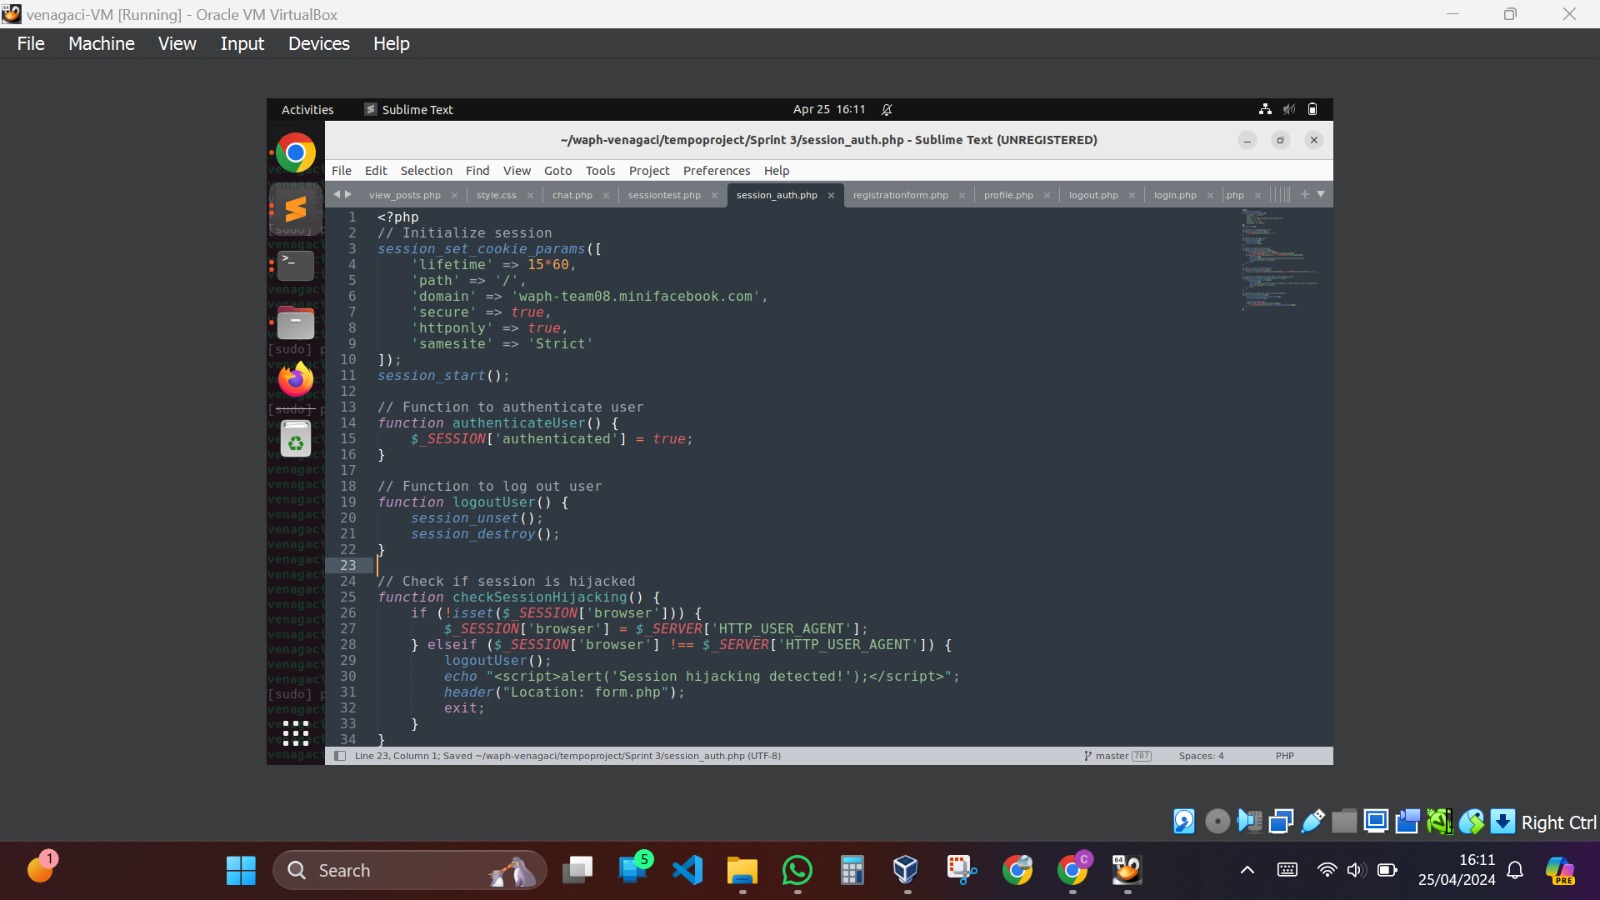 venagaci-VM [Running] - Oracle VM VirtualBox
File Machine View Input Devices Help
Activities Sublime Text Apr 25 16:11
~/waph-venagaci/tempoproject/Sprint 3/session_auth.php - Sublime Text (UNREGISTERED)
File Edit Selection Find View Goto Tools Project Preferences Help
view_posts.php style.css chat.php sessiontest.php session_auth.php registrationform.php profile.php logout.php login.php .php
1 <?php
2 // Initialize session
3 session_set_cookie_params([
4 'lifetime' => 15*60,
5 'path' => '/',
6 'domain' => 'waph-team08.minifacebook.com',
7 'secure' => true,
8 'httponly' => true,
9 'samesite' => 'Strict'
10 ]);
11 session_start();
12
13 // Function to authenticate user
14 function authenticateUser() {
15 $_SESSION['authenticated'] = true;
16 }
17
18 // Function to log out user
19 function logoutUser() {
20 session_unset();
21 session_destroy();
22 }
23
24 // Check if session is hijacked
25 function checkSessionHijacking() {
26 if (!isset($_SESSION['browser'])) {
27 $_SESSION['browser'] = $_SERVER['HTTP_USER_AGENT'];
28 } elseif ($_SESSION['browser'] !== $_SERVER['HTTP_USER_AGENT']) {
29 logoutUser();
30 echo "<script>alert('Session hijacking detected!');</script>";
31 header("Location: form.php");
32 exit;
33 }
34 }
Line 23, Column 1; Saved ~/waph-venagaci/tempoproject/Sprint 3/session_auth.php (UTF-8) master 787 Spaces: 4 PHP
Right Ctrl
1 Search 5 C 64 16:11
25/04/2024 PRE